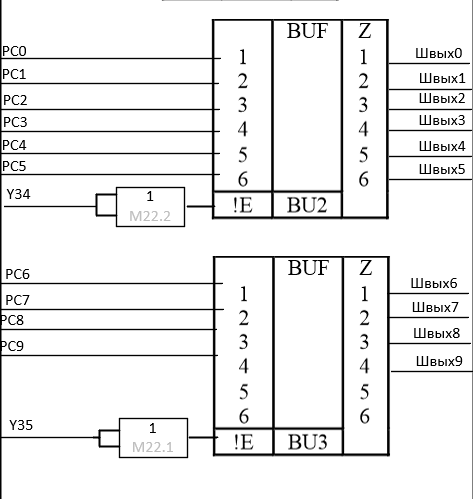 BUF Z
PC0 1 1 Швых0
PC1 2 2 Швых1
PC2 3 3 Швых2
PC3 4 4 Швых3
PC4 5 5 Швых4
PC5 6 6 Швых5
Y34 1 !E BU2
M22.2
BUF Z
PC6 1 1 Швых6
PC7 2 2 Швых7
PC8 3 3 Швых8
PC9 4 4 Швых9
5 5
6 6
Y35 1 !E BU3
M22.1